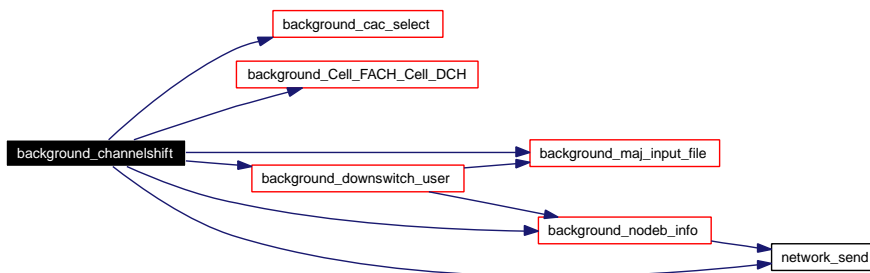 background_cac_select
background_Cell_FACH_Cell_DCH
background_channelshift
background_maj_input_file
background_downswitch_user
background_nodeb_info
network_send